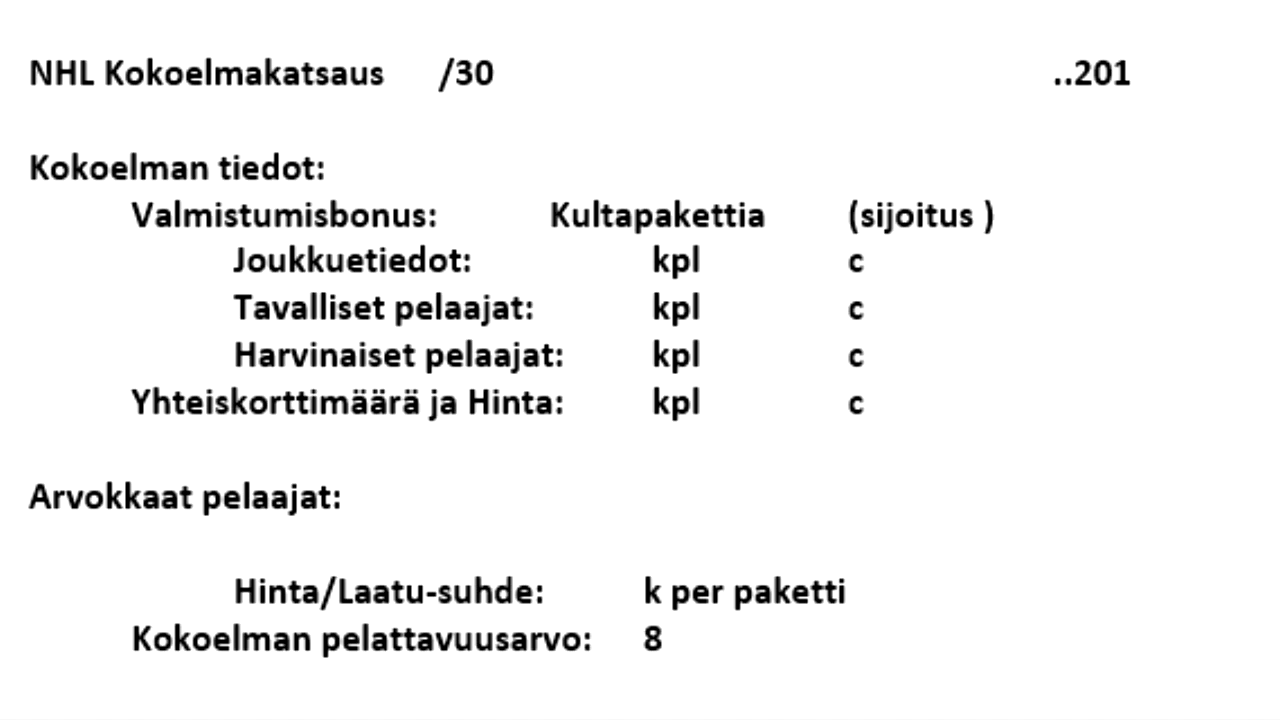 NHL Kokoelmakatsaus /30 ..201
Kokoelman tiedot:
Valmistumisbonus: Kultapakettia (sijoitus )
Joukkuetiedot: kpl c
Tavalliset pelaajat: kpl c
Harvinaiset pelaajat: kpl c
Yhteiskorttimäärä ja Hinta: kpl c
Arvokkaat pelaajat:
Hinta/Laatu-suhde: k per paketti
Kokoelman pelattavuusarvo: 8